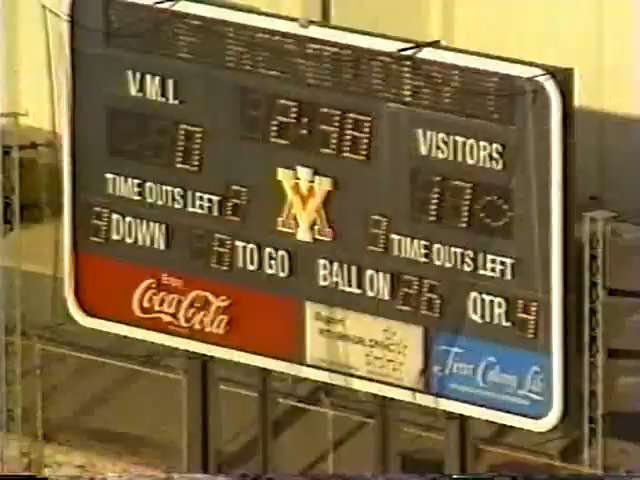 V.M.I. 2:38 VISITORS
0 17
TIME OUTS LEFT 2 3 TIME OUTS LEFT
3 DOWN 8 TO GO BALL ON 26 QTR. 4
Enjoy
Coca-Cola